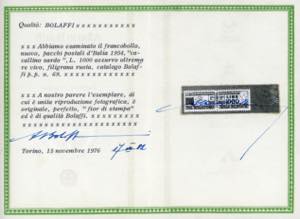 Qualità: BOLAFFI
x x x Abbiamo esaminato il francobollo,
nuovo, pacchi postali d'Italia 1954, "ca-
vallino sardo", L. 1000 azzurro oltrema-
re vivo, filigrana ruota, catalogo Bolaf-
fi p.p. n. 69. x x x x x x x x x x x x
x x x A nostro parere l'esemplare, di
cui è unita riproduzione fotografica, è
originale, perfetto, "fior di stampa"
ed è di qualità Bolaffi. x x x x x x x
Torino, 15 novembre 1976